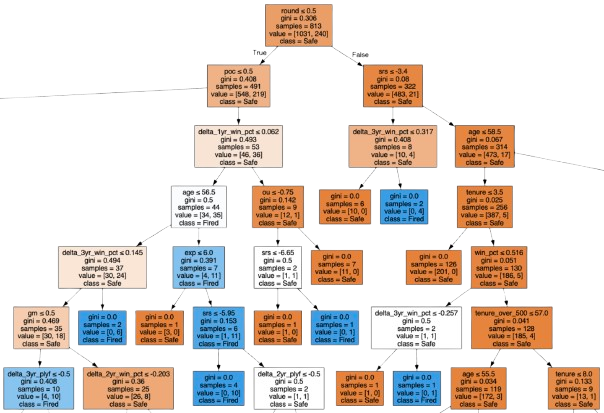 round ≤ 0.5
gini = 0.306
samples = 813
value = [1031, 240]
class = Safe
True
False
poc ≤ 0.5
gini = 0.408
samples = 491
value = [548, 219]
class = Safe
srs ≤ -3.4
gini = 0.08
samples = 322
value = [483, 21]
class = Safe
delta_1yr_win_pct ≤ 0.062
gini = 0.493
samples = 53
value = [46, 36]
class = Safe
delta_3yr_win_pct ≤ 0.317
gini = 0.408
samples = 8
value = [10, 4]
class = Safe
age ≤ 58.5
gini = 0.067
samples = 314
value = [473, 17]
class = Safe
age ≤ 56.5
gini = 0.5
samples = 44
value = [34, 35]
class = Fired
ou ≤ -0.75
gini = 0.142
samples = 9
value = [12, 1]
class = Safe
gini = 0.0
samples = 6
value = [10, 0]
class = Safe
gini = 0.0
samples = 2
value = [0, 4]
class = Fired
tenure ≤ 3.5
gini = 0.025
samples = 256
value = [387, 5]
class = Safe
delta_3yr_win_pct ≤ 0.145
gini = 0.494
samples = 37
value = [30, 24]
class = Safe
exp ≤ 6.0
gini = 0.391
samples = 7
value = [4, 11]
class = Fired
srs ≤ -6.65
gini = 0.5
samples = 2
value = [1, 1]
class = Safe
gini = 0.0
samples = 7
value = [11, 0]
class = Safe
gini = 0.0
samples = 126
value = [201, 0]
class = Safe
win_pct ≤ 0.516
gini = 0.051
samples = 130
value = [186, 5]
class = Safe
gm ≤ 0.5
gini = 0.469
samples = 35
value = [30, 18]
class = Safe
gini = 0.0
samples = 2
value = [0, 6]
class = Fired
gini = 0.0
samples = 1
value = [3, 0]
class = Safe
srs ≤ -5.95
gini = 0.153
samples = 6
value = [1, 11]
class = Fired
gini = 0.0
samples = 1
value = [1, 0]
class = Safe
gini = 0.0
samples = 1
value = [0, 1]
class = Fired
delta_3yr_win_pct ≤ -0.257
gini = 0.5
samples = 2
value = [1, 1]
class = Safe
tenure_over_500 ≤ 57.0
gini = 0.041
samples = 128
value = [185, 4]
class = Safe
delta_3yr_plyf ≤ -0.5
gini = 0.408
samples = 10
value = [4, 10]
class = Fired
delta_2yr_win_pct ≤ -0.203
gini = 0.36
samples = 25
value = [26, 8]
class = Safe
gini = 0.0
samples = 4
value = [0, 10]
class = Fired
delta_2yr_plyf ≤ -0.5
gini = 0.5
samples = 2
value = [1, 1]
class = Safe
gini = 0.0
samples = 1
value = [1, 0]
class = Safe
gini = 0.0
samples = 1
value = [0, 1]
class = Fired
age ≤ 55.5
gini = 0.034
samples = 119
value = [172, 3]
class = Safe
tenure ≤ 8.0
gini = 0.133
samples = 9
value = [13, 1]
class = Safe